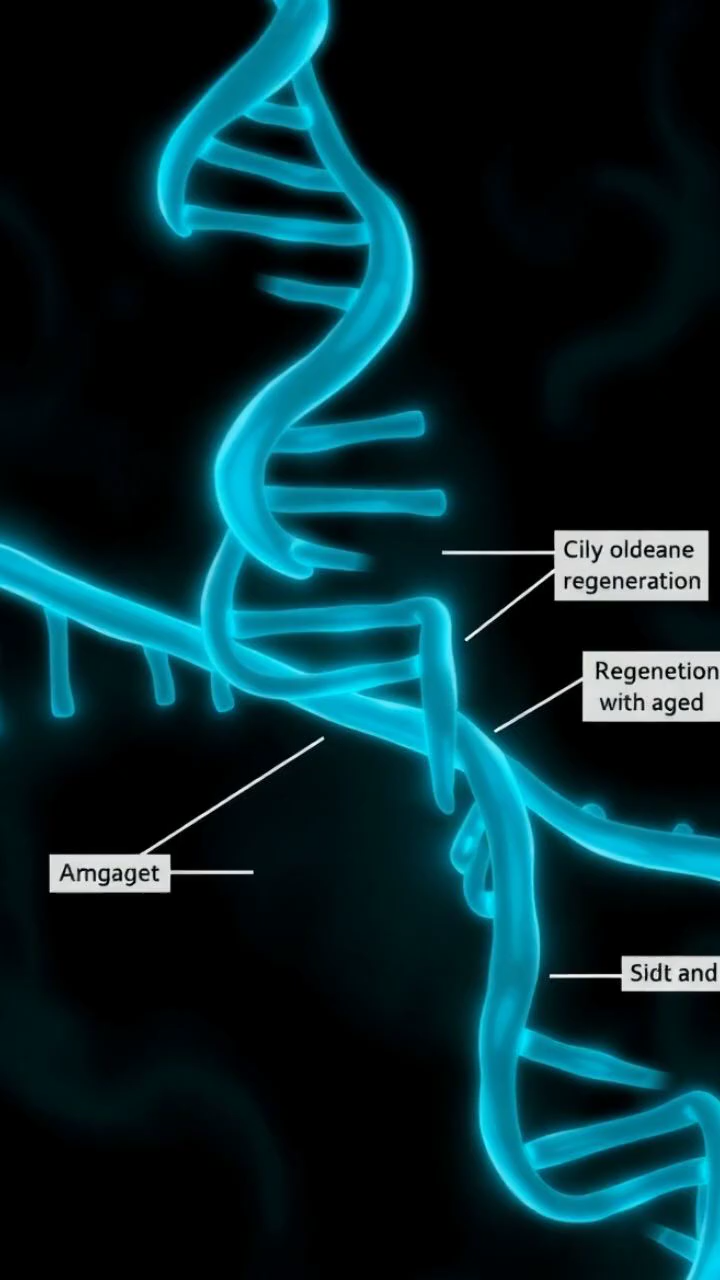 Cily oldeane
regeneration
Regenetion
with aged
Amgaget
Sidt and